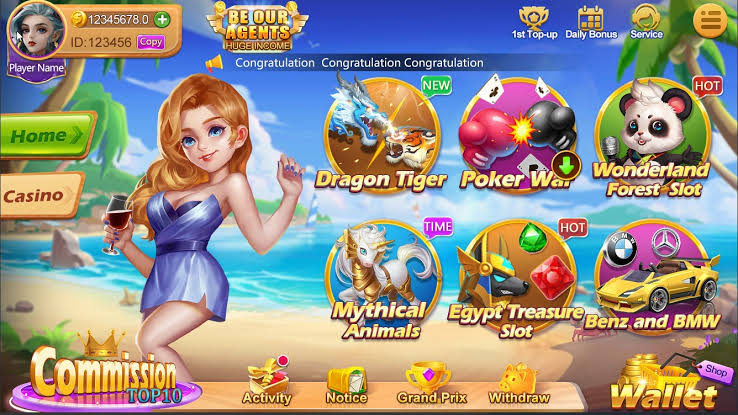 12345678.0
ID: 123456 Copy
Player Name
BE OUR
AGENTS
HUGE INCOME
1st Top-up
Daily Bonus
Service
Congratulation Congratulation Congratulation
Home
Casino
NEW
Dragon Tiger
Poker War
HOT
Wonderland
Forest Slot
TIME
Mythical
Animals
HOT
Egypt Treasure
Slot
BMW
Benz and BMW
Commission
TOP10
Activity
Notice
Grand Prix
Withdraw
Shop
Wallet